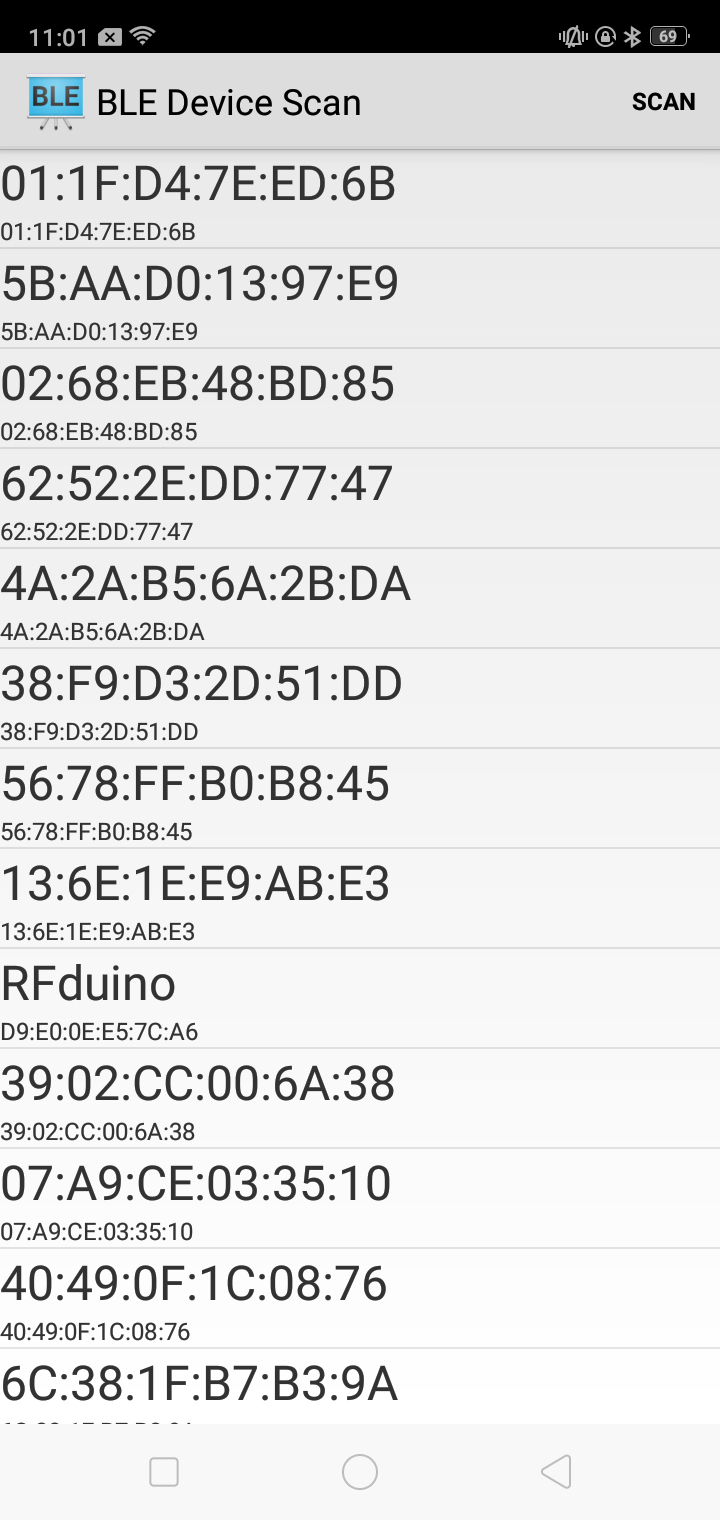 11:01
69
BLE
BLE Device Scan
SCAN
01:1F:D4:7E:ED:6B
01:1F:D4:7E:ED:6B
5B:AA:D0:13:97:E9
5B:AA:D0:13:97:E9
02:68:EB:48:BD:85
02:68:EB:48:BD:85
62:52:2E:DD:77:47
62:52:2E:DD:77:47
4A:2A:B5:6A:2B:DA
4A:2A:B5:6A:2B:DA
38:F9:D3:2D:51:DD
38:F9:D3:2D:51:DD
56:78:FF:B0:B8:45
56:78:FF:B0:B8:45
13:6E:1E:E9:AB:E3
13:6E:1E:E9:AB:E3
RFduino
D9:E0:0E:E5:7C:A6
39:02:CC:00:6A:38
39:02:CC:00:6A:38
07:A9:CE:03:35:10
07:A9:CE:03:35:10
40:49:0F:1C:08:76
40:49:0F:1C:08:76
6C:38:1F:B7:B3:9A